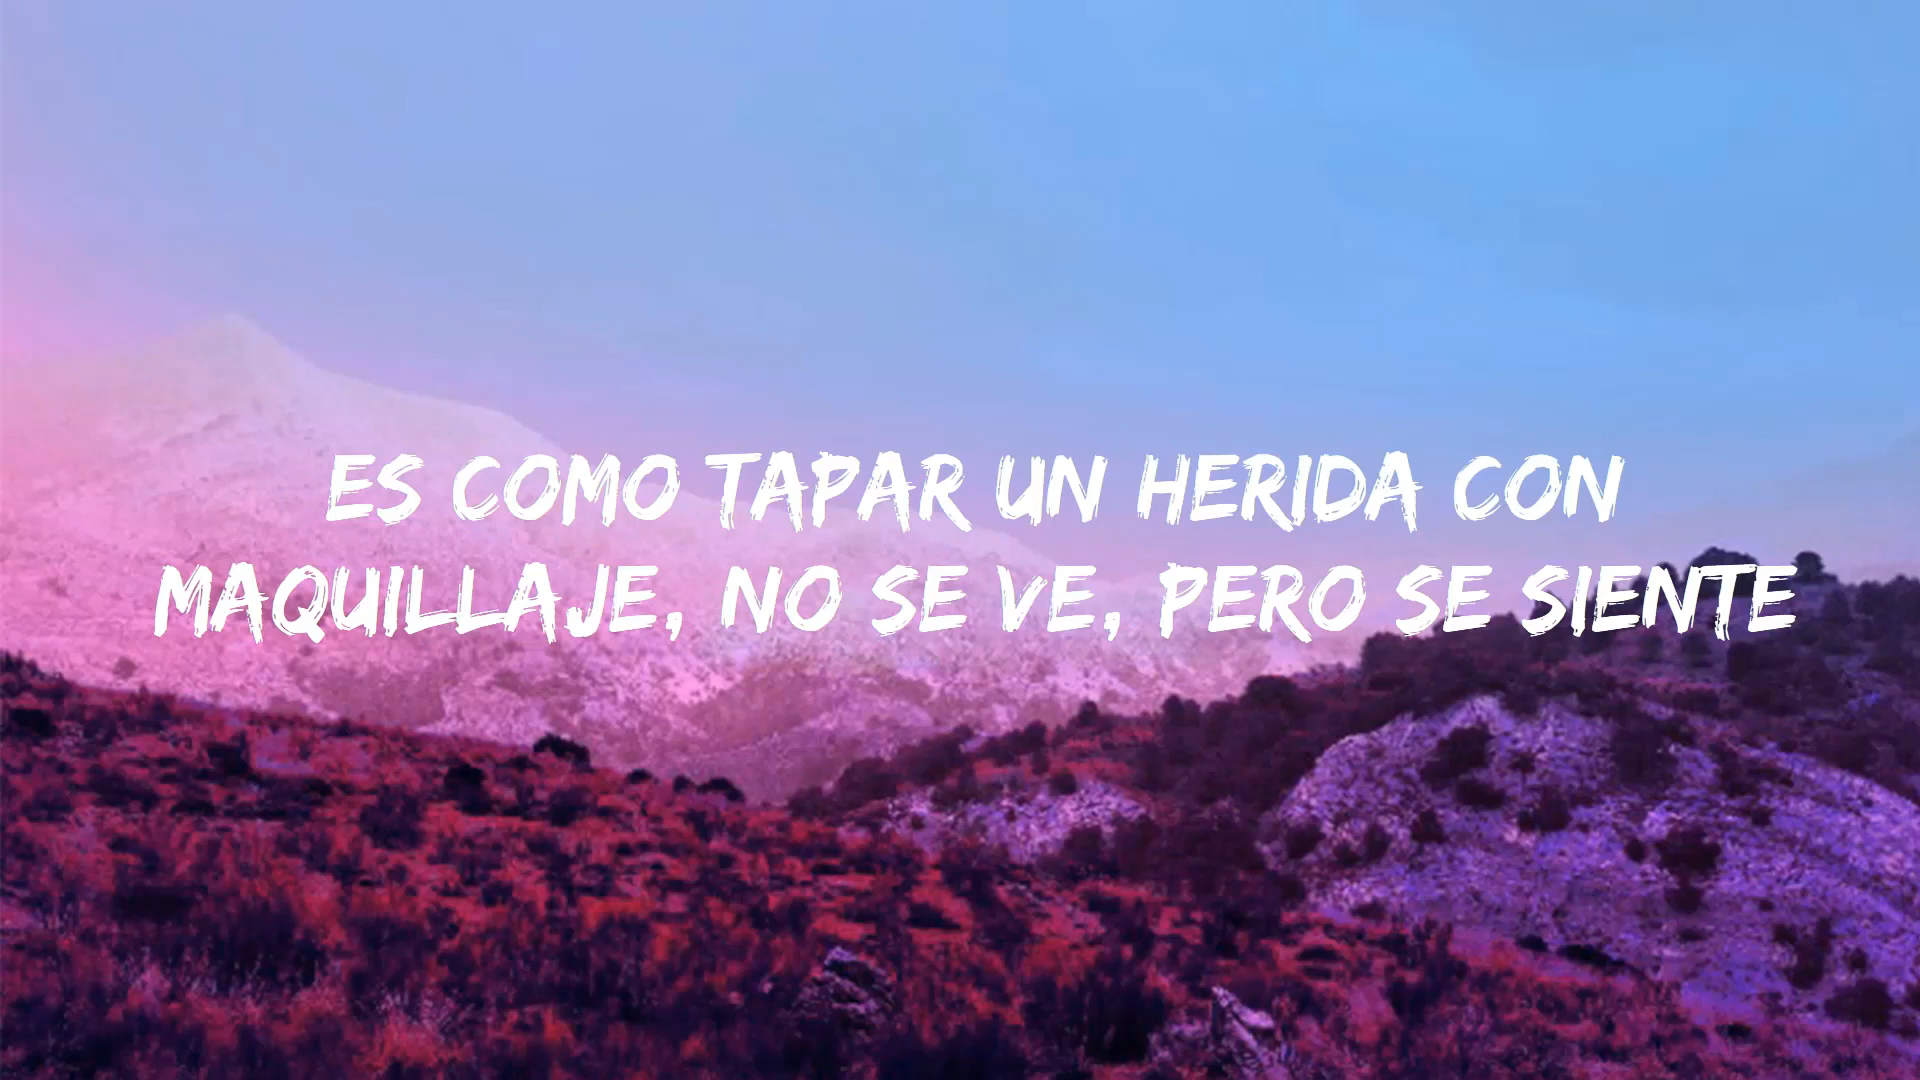 ES COMO TAPAR UN HERIDA CON
MAQUILLAJE, NO SE VE, PERO SE SIENTE